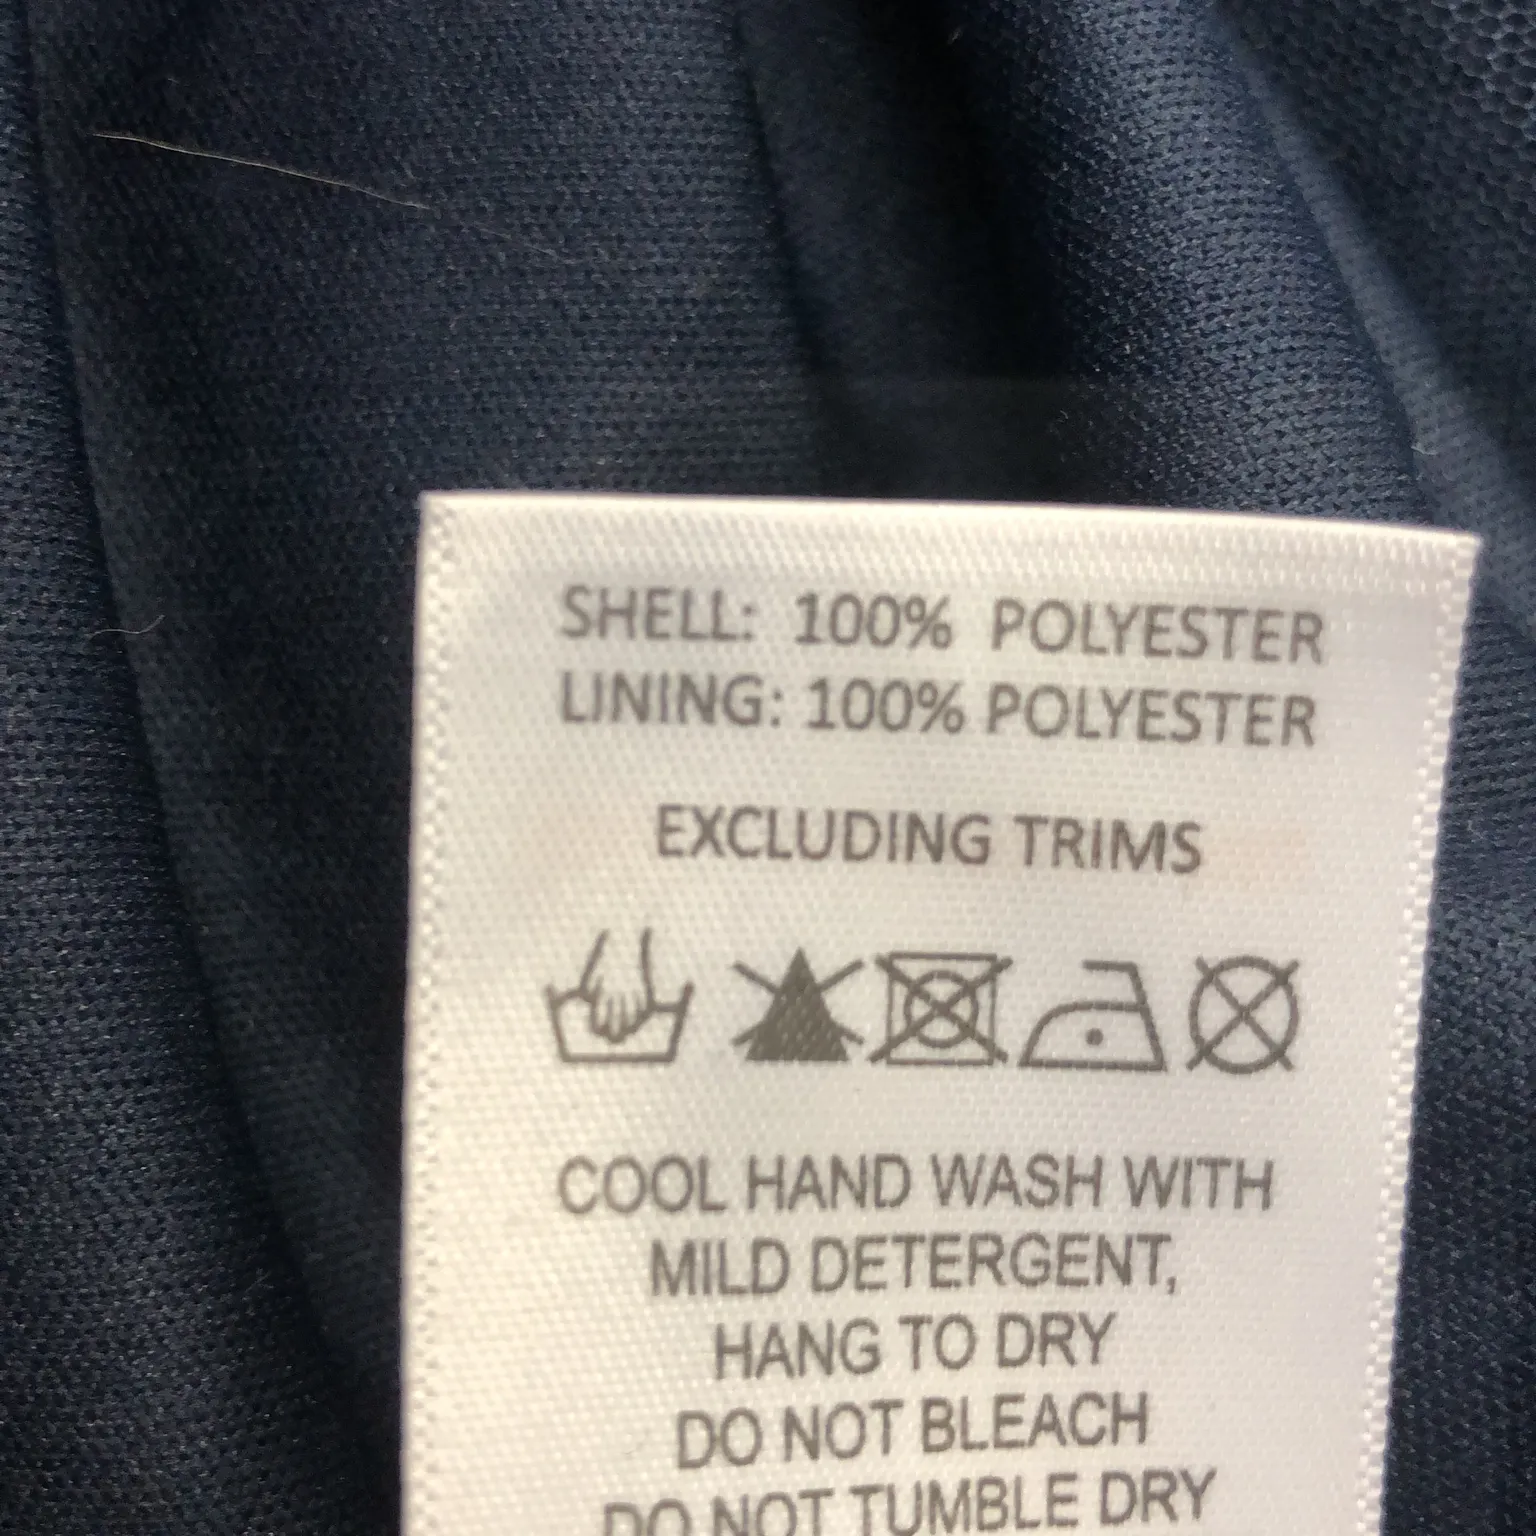 SHELL: 100% POLYESTER
LINING: 100% POLYESTER
EXCLUDING TRIMS
COOL HAND WASH WITH
MILD DETERGENT,
HANG TO DRY
DO NOT BLEACH
DO NOT TUMBLE DRY